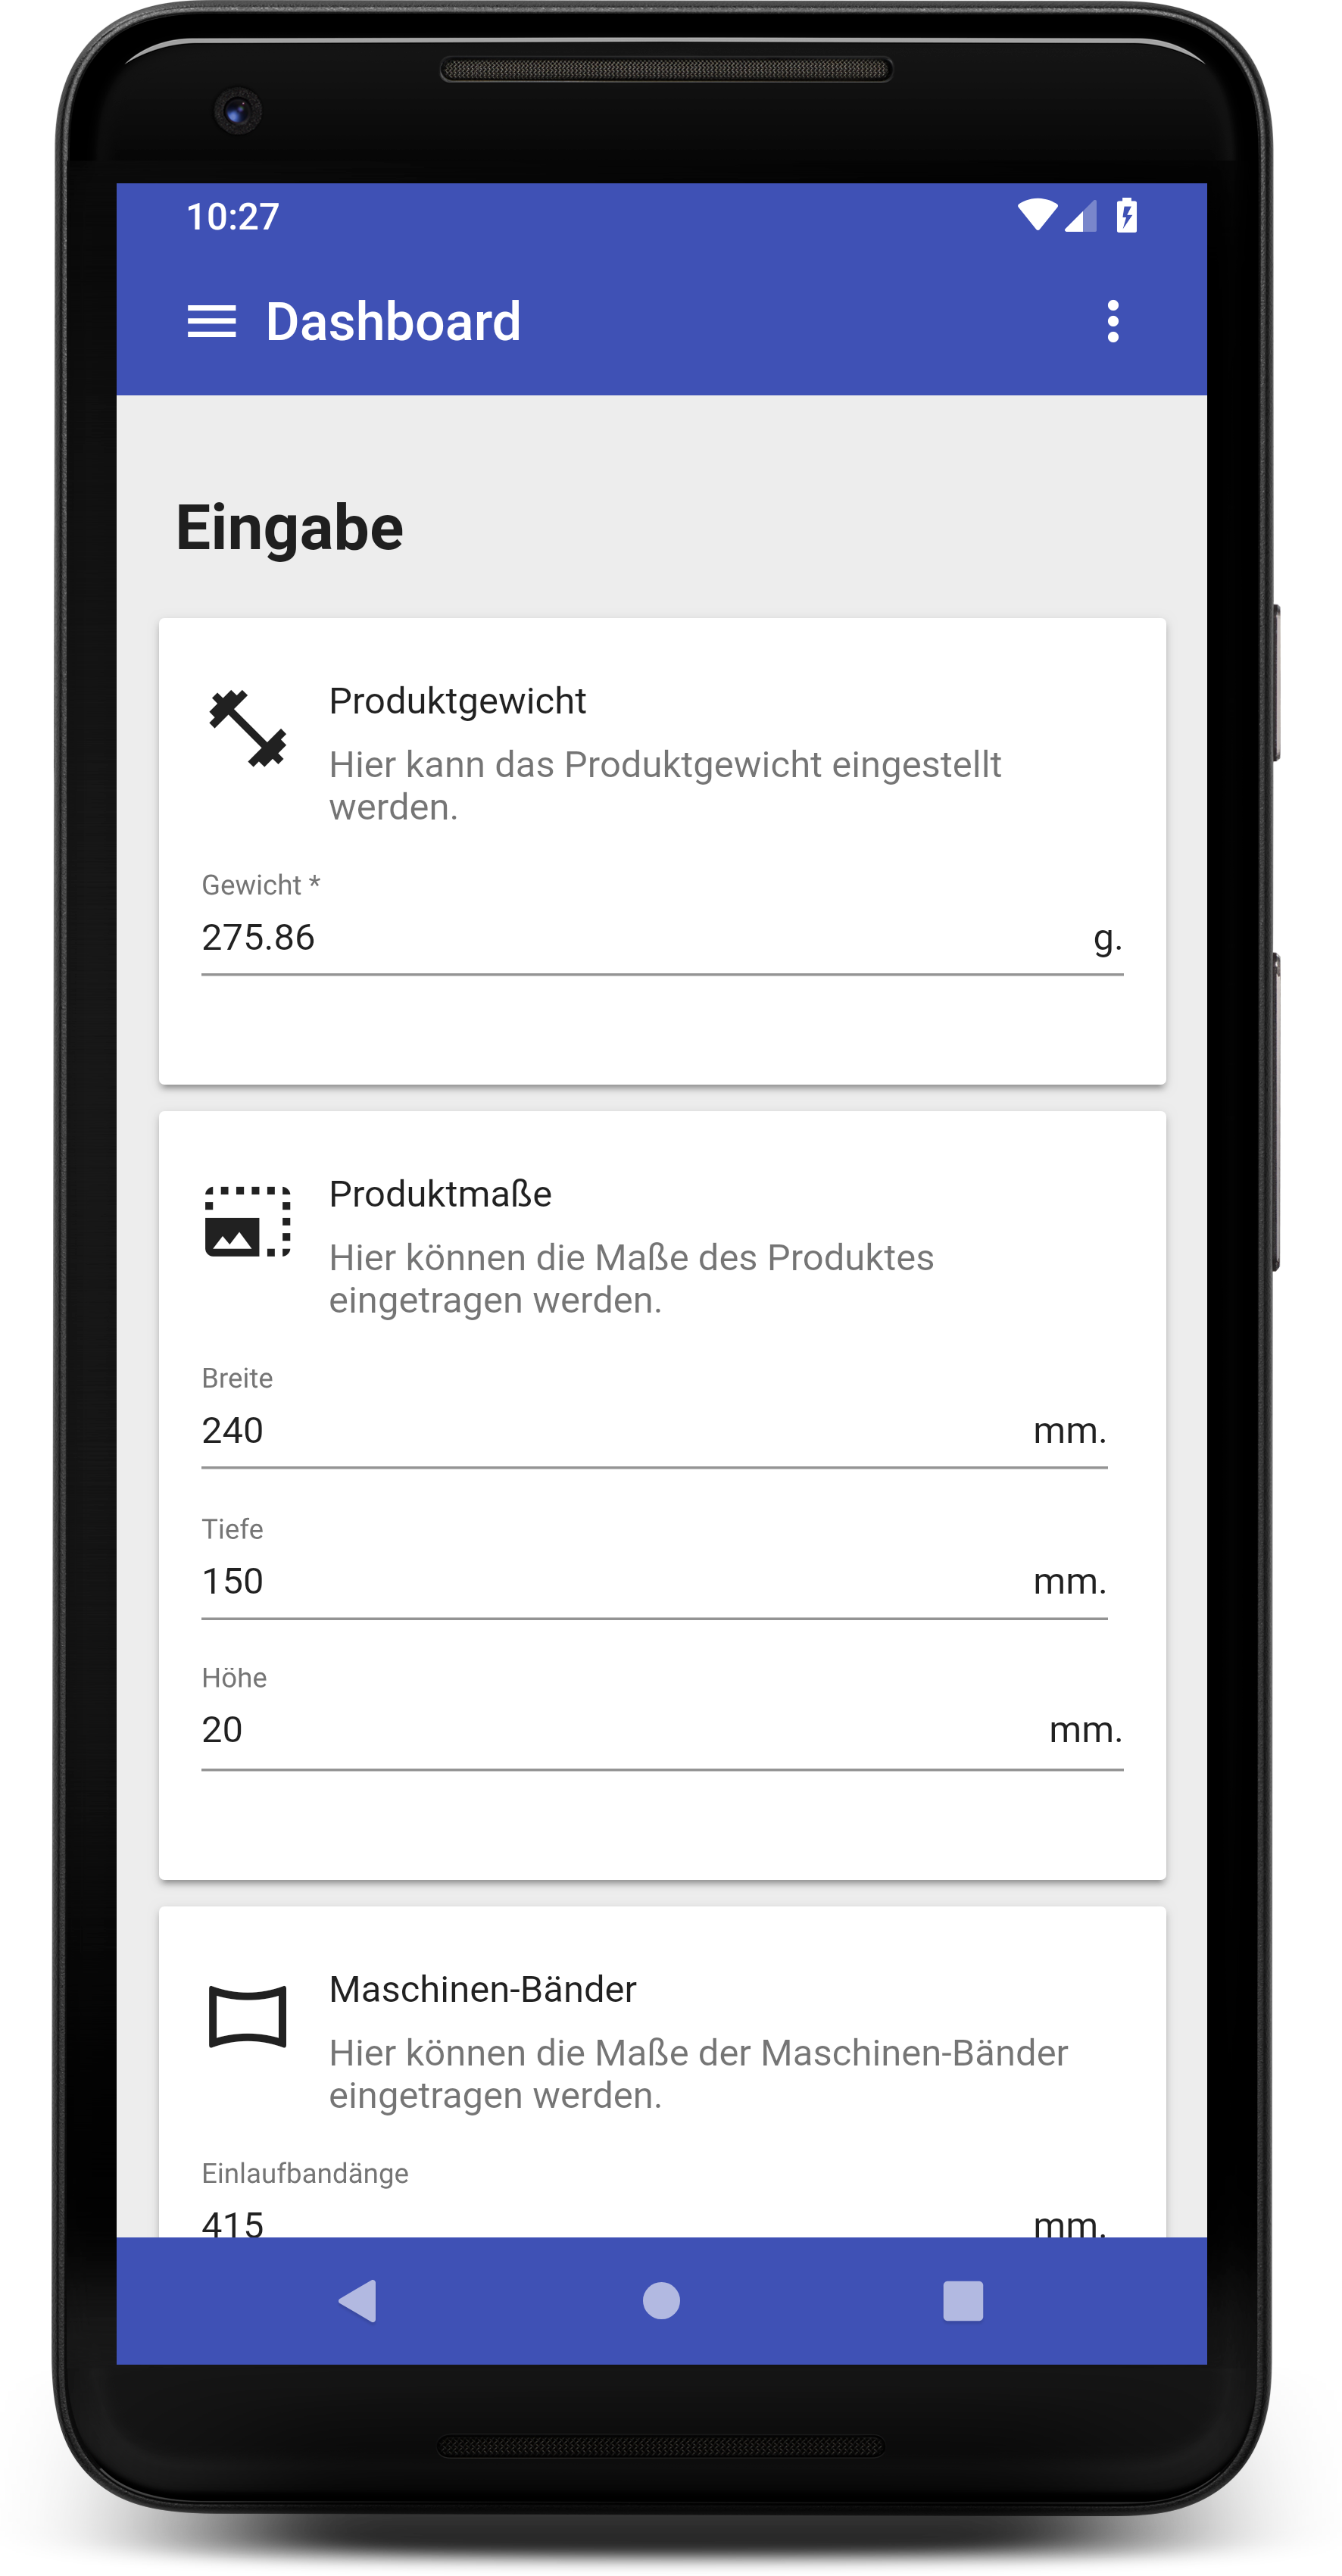 10:27
Dashboard
Eingabe
Produktgewicht
Hier kann das Produktgewicht eingestellt
werden.
Gewicht *
275.86 g.
Produktmaße
Hier können die Maße des Produktes
eingetragen werden.
Breite
240 mm.
Tiefe
150 mm.
Höhe
20 mm.
Maschinen-Bänder
Hier können die Maße der Maschinen-Bänder
eingetragen werden.
Einlaufbandänge
415 mm.